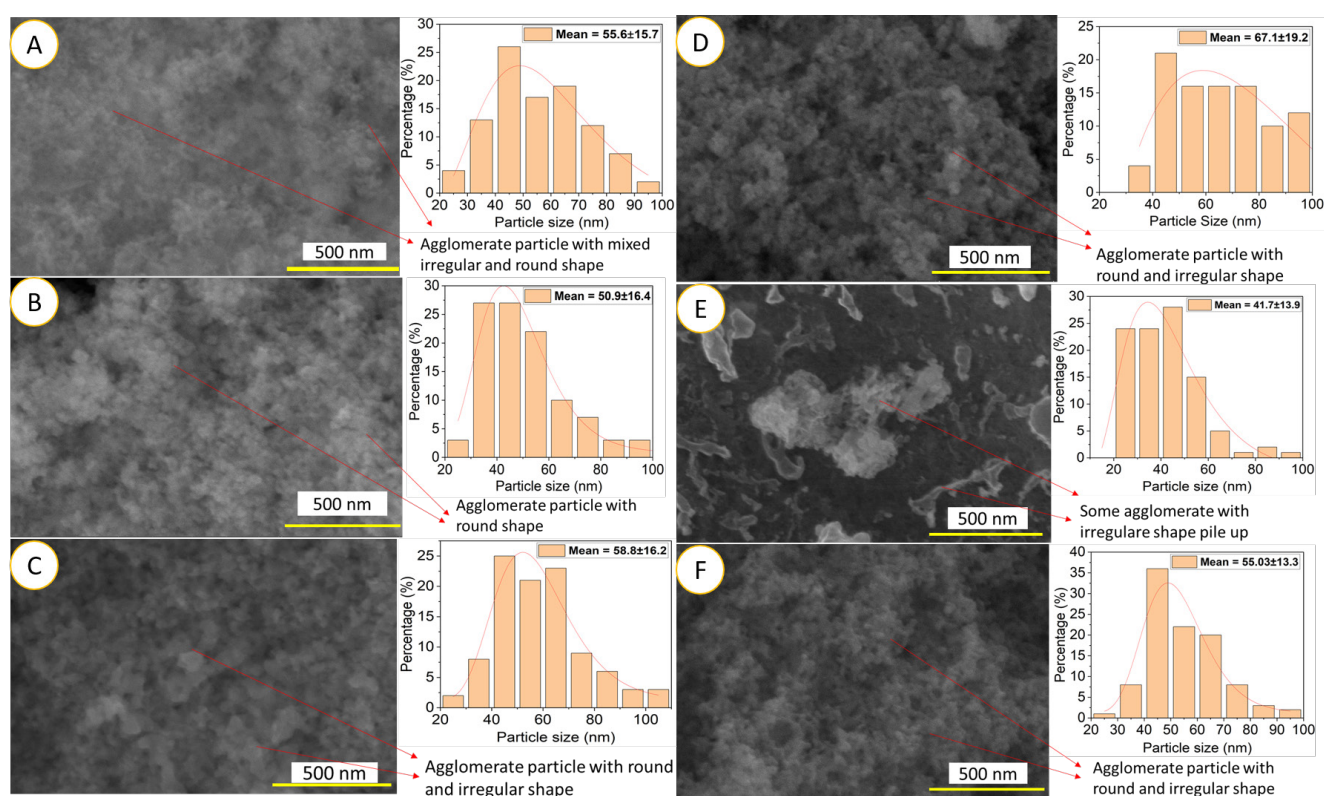 A
Mean = 55.6±15.7
Percentage (%)
30
25
20
15
10
5
0
20 30 40 50 60 70 80 90 100
Particle size (nm)
500 nm
Agglomerate particle with mixed
irregular and round shape
B
Mean = 50.9±16.4
Percentage (%)
30
25
20
15
10
5
0
20 40 60 80 100
Particle size (nm)
500 nm
Agglomerate particle with
round shape
C
Mean = 58.8±16.2
Percentage (%)
25
20
15
10
5
0
20 40 60 80 100
Particle size (nm)
500 nm
Agglomerate particle with round
and irregular shape
D
Mean = 67.1±19.2
Percentage (%)
25
20
15
10
5
0
20 40 60 80 100
Particle Size (nm)
500 nm
Agglomerate particle with
round and irregular shape
E
Mean = 41.7±13.9
Percentage (%)
30
25
20
15
10
5
0
20 40 60 80 100
Particle size (nm)
500 nm
Some agglomerate with
irregulare shape pile up
F
Mean = 55.03±13.3
Percentage (%)
40
35
30
25
20
15
10
5
0
20 30 40 50 60 70 80 90 100
Particle size (nm)
500 nm
Agglomerate particle with
round and irregular shape